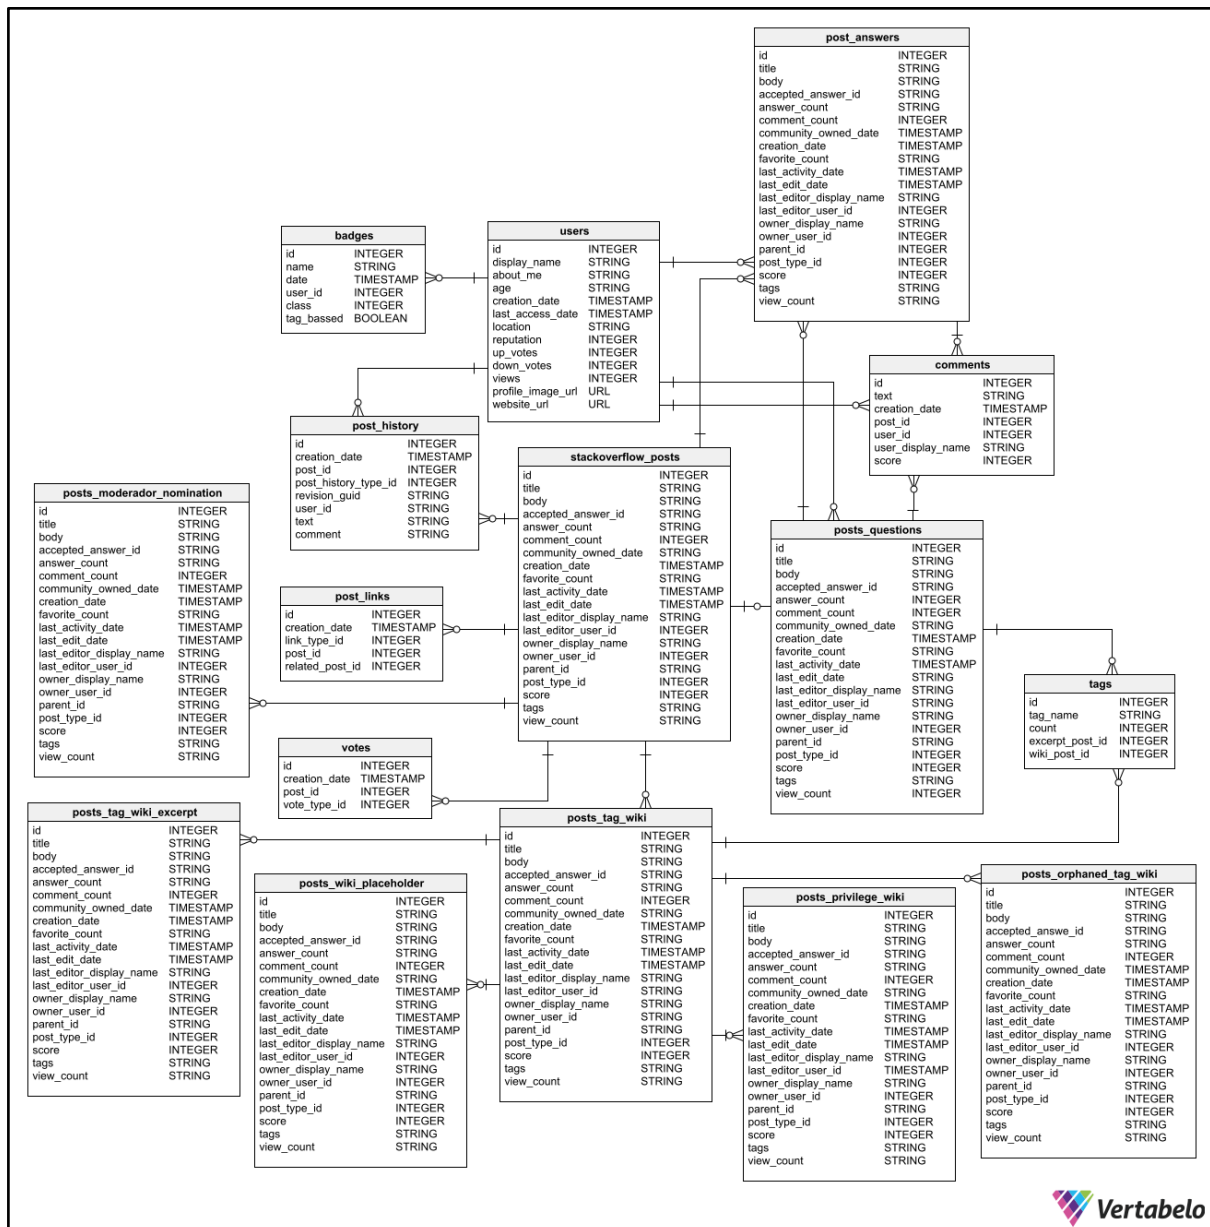 post_answers
id INTEGER
title STRING
body STRING
accepted_answer_id STRING
answer_count STRING
comment_count INTEGER
community_owned_date TIMESTAMP
creation_date TIMESTAMP
favorite_count STRING
last_activity_date TIMESTAMP
last_edit_date TIMESTAMP
last_editor_display_name STRING
last_editor_user_id INTEGER
owner_display_name STRING
owner_user_id INTEGER
parent_id INTEGER
post_type_id INTEGER
score INTEGER
tags STRING
view_count STRING
badges
id INTEGER
name STRING
date TIMESTAMP
user_id INTEGER
class INTEGER
tag_bassed BOOLEAN
users
id INTEGER
display_name STRING
about_me STRING
age STRING
creation_date TIMESTAMP
last_access_date TIMESTAMP
location STRING
reputation INTEGER
up_votes INTEGER
down_votes INTEGER
views INTEGER
profile_image_url URL
website_url URL
comments
id INTEGER
text STRING
creation_date TIMESTAMP
post_id INTEGER
user_id INTEGER
user_display_name STRING
score INTEGER
post_history
id INTEGER
creation_date TIMESTAMP
post_id INTEGER
post_history_type_id INTEGER
revision_guid STRING
user_id STRING
text STRING
comment STRING
stackoverflow_posts
id INTEGER
title STRING
body STRING
accepted_answer_id STRING
answer_count STRING
comment_count INTEGER
community_owned_date STRING
creation_date TIMESTAMP
favorite_count STRING
last_activity_date TIMESTAMP
last_edit_date TIMESTAMP
last_editor_display_name STRING
last_editor_user_id INTEGER
owner_display_name STRING
owner_user_id INTEGER
parent_id STRING
post_type_id INTEGER
score INTEGER
tags STRING
view_count STRING
posts_moderador_nomination
id INTEGER
title STRING
body STRING
accepted_answer_id STRING
answer_count STRING
comment_count INTEGER
community_owned_date TIMESTAMP
creation_date TIMESTAMP
favorite_count STRING
last_activity_date TIMESTAMP
last_edit_date TIMESTAMP
last_editor_display_name STRING
last_editor_user_id INTEGER
owner_display_name STRING
owner_user_id INTEGER
parent_id STRING
post_type_id INTEGER
score INTEGER
tags STRING
view_count STRING
posts_questions
id INTEGER
title STRING
body STRING
accepted_answer_id STRING
answer_count INTEGER
comment_count INTEGER
community_owned_date STRING
creation_date TIMESTAMP
favorite_count STRING
last_activity_date TIMESTAMP
last_edit_date STRING
last_editor_display_name STRING
last_editor_user_id STRING
owner_display_name STRING
owner_user_id INTEGER
parent_id STRING
post_type_id INTEGER
score INTEGER
tags STRING
view_count INTEGER
post_links
id INTEGER
creation_date TIMESTAMP
link_type_id INTEGER
post_id INTEGER
related_post_id INTEGER
tags
id INTEGER
tag_name STRING
count INTEGER
excerpt_post_id INTEGER
wiki_post_id INTEGER
votes
id INTEGER
creation_date TIMESTAMP
post_id INTEGER
vote_type_id INTEGER
posts_tag_wiki_excerpt
id INTEGER
title STRING
body STRING
accepted_answer_id STRING
answer_count STRING
comment_count INTEGER
community_owned_date TIMESTAMP
creation_date TIMESTAMP
favorite_count STRING
last_activity_date TIMESTAMP
last_edit_date TIMESTAMP
last_editor_display_name STRING
last_editor_user_id INTEGER
owner_display_name STRING
owner_user_id INTEGER
parent_id STRING
post_type_id INTEGER
score INTEGER
tags STRING
view_count STRING
posts_tag_wiki
id INTEGER
title STRING
body STRING
accepted_answer_id STRING
answer_count STRING
comment_count INTEGER
community_owned_date STRING
creation_date TIMESTAMP
favorite_count STRING
last_activity_date TIMESTAMP
last_edit_date TIMESTAMP
last_editor_display_name STRING
last_editor_user_id STRING
owner_display_name STRING
owner_user_id STRING
parent_id STRING
post_type_id INTEGER
score INTEGER
tags STRING
view_count STRING
posts_wiki_placeholder
id INTEGER
title STRING
body STRING
accepted_answer_id STRING
answer_count STRING
comment_count INTEGER
community_owned_date STRING
creation_date TIMESTAMP
favorite_count STRING
last_activity_date TIMESTAMP
last_edit_date TIMESTAMP
last_editor_display_name STRING
last_editor_user_id INTEGER
owner_display_name STRING
owner_user_id INTEGER
parent_id STRING
post_type_id INTEGER
score INTEGER
tags STRING
view_count STRING
posts_privilege_wiki
id INTEGER
title STRING
body STRING
accepted_answer_id STRING
answer_count STRING
comment_count INTEGER
community_owned_date STRING
creation_date TIMESTAMP
favorite_count STRING
last_activity_date TIMESTAMP
last_edit_date TIMESTAMP
last_editor_display_name STRING
last_editor_user_id TIMESTAMP
owner_display_name STRING
owner_user_id INTEGER
parent_id STRING
post_type_id INTEGER
score INTEGER
tags STRING
view_count STRING
posts_orphaned_tag_wiki
id INTEGER
title STRING
body STRING
accepted_answe_id STRING
answer_count STRING
comment_count INTEGER
community_owned_date TIMESTAMP
creation_date TIMESTAMP
favorite_count STRING
last_activity_date TIMESTAMP
last_edit_date TIMESTAMP
last_editor_display_name STRING
last_editor_user_id INTEGER
owner_display_name STRING
owner_user_id INTEGER
parent_id STRING
post_type_id INTEGER
score INTEGER
tags STRING
view_count STRING
Vertabelo